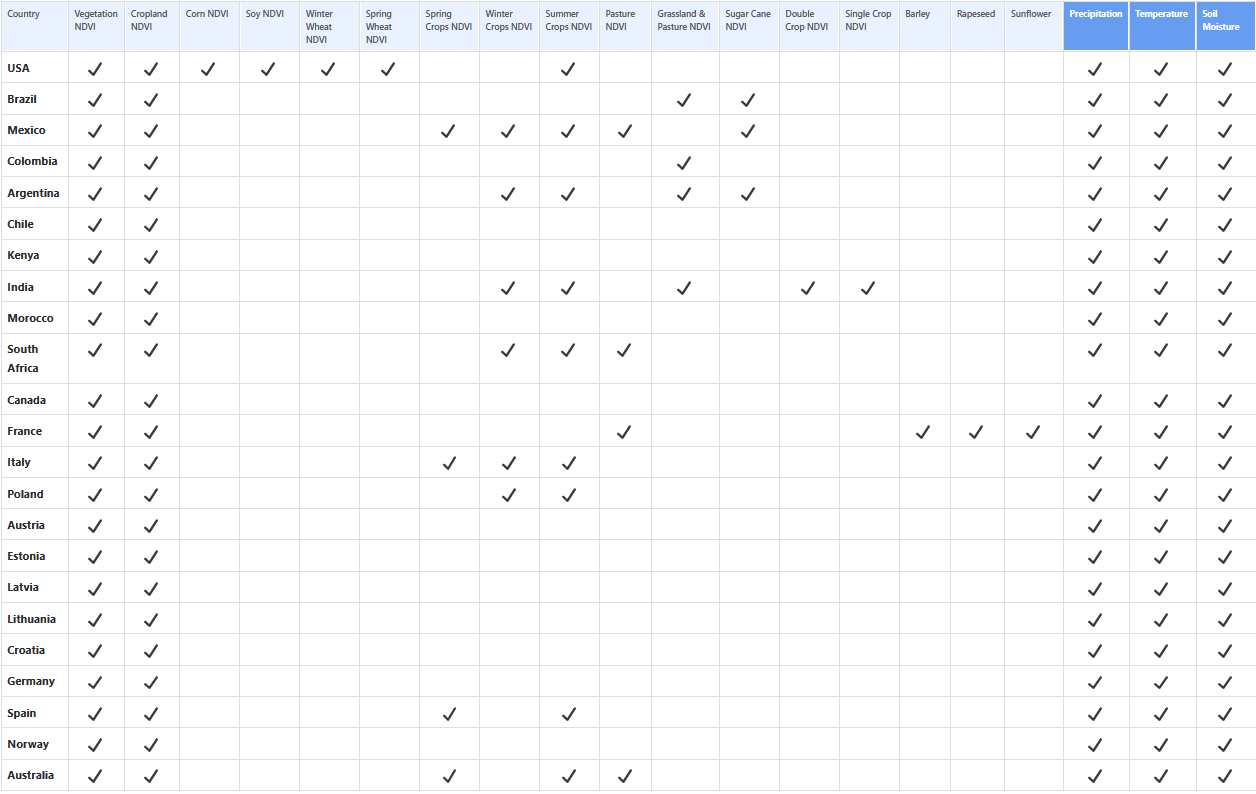 Country Vegetation NDVI Cropland NDVI Corn NDVI Soy NDVI Winter Wheat NDVI Spring Wheat NDVI Spring Crops NDVI Winter Crops NDVI Summer Crops NDVI Pasture NDVI Grassland & Pasture NDVI Sugar Cane NDVI Double Crop NDVI Single Crop NDVI Barley Rapeseed Sunflower Precipitation Temperature Soil Moisture
USA ✓ ✓ ✓ ✓ ✓ ✓ ✓ ✓ ✓ ✓
Brazil ✓ ✓ ✓ ✓ ✓ ✓ ✓
Mexico ✓ ✓ ✓ ✓ ✓ ✓ ✓ ✓ ✓ ✓
Colombia ✓ ✓ ✓ ✓ ✓ ✓
Argentina ✓ ✓ ✓ ✓ ✓ ✓ ✓ ✓ ✓
Chile ✓ ✓ ✓ ✓ ✓
Kenya ✓ ✓ ✓ ✓ ✓
India ✓ ✓ ✓ ✓ ✓ ✓ ✓ ✓ ✓ ✓
Morocco ✓ ✓ ✓ ✓ ✓
South Africa ✓ ✓ ✓ ✓ ✓ ✓ ✓ ✓
Canada ✓ ✓ ✓ ✓ ✓
France ✓ ✓ ✓ ✓ ✓ ✓ ✓ ✓ ✓
Italy ✓ ✓ ✓ ✓ ✓ ✓ ✓ ✓
Poland ✓ ✓ ✓ ✓ ✓ ✓ ✓
Austria ✓ ✓ ✓ ✓ ✓
Estonia ✓ ✓ ✓ ✓ ✓
Latvia ✓ ✓ ✓ ✓ ✓
Lithuania ✓ ✓ ✓ ✓ ✓
Croatia ✓ ✓ ✓ ✓ ✓
Germany ✓ ✓ ✓ ✓ ✓
Spain ✓ ✓ ✓ ✓ ✓ ✓ ✓
Norway ✓ ✓ ✓ ✓ ✓
Australia ✓ ✓ ✓ ✓ ✓ ✓ ✓ ✓